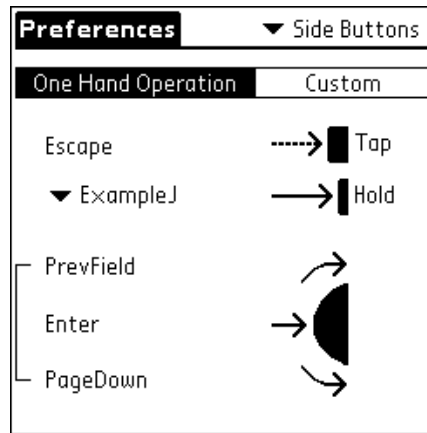 Preferences ▼ Side Buttons
One Hand Operation Custom
Escape Tap
▼ ExampleJ Hold
PrevField
Enter
PageDown